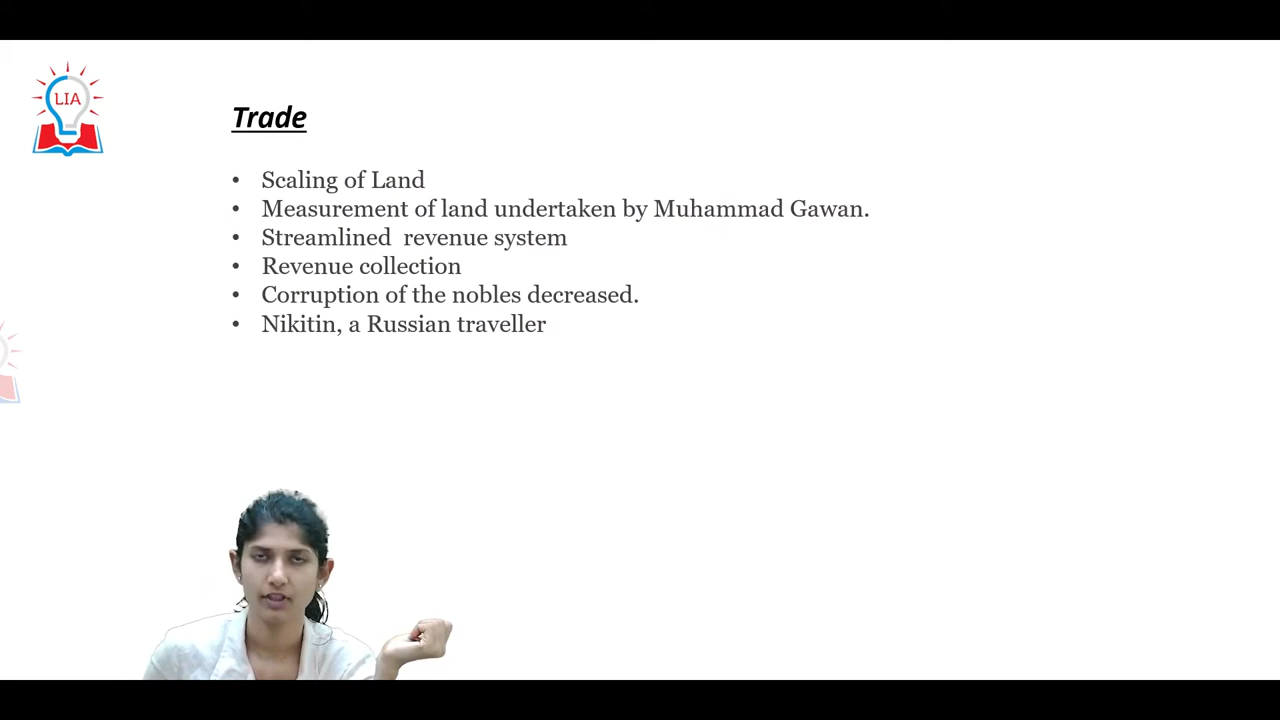 LIA
Trade
• Scaling of Land
• Measurement of land undertaken by Muhammad Gawan.
• Streamlined  revenue system
• Revenue collection
• Corruption of the nobles decreased.
• Nikitin, a Russian traveller